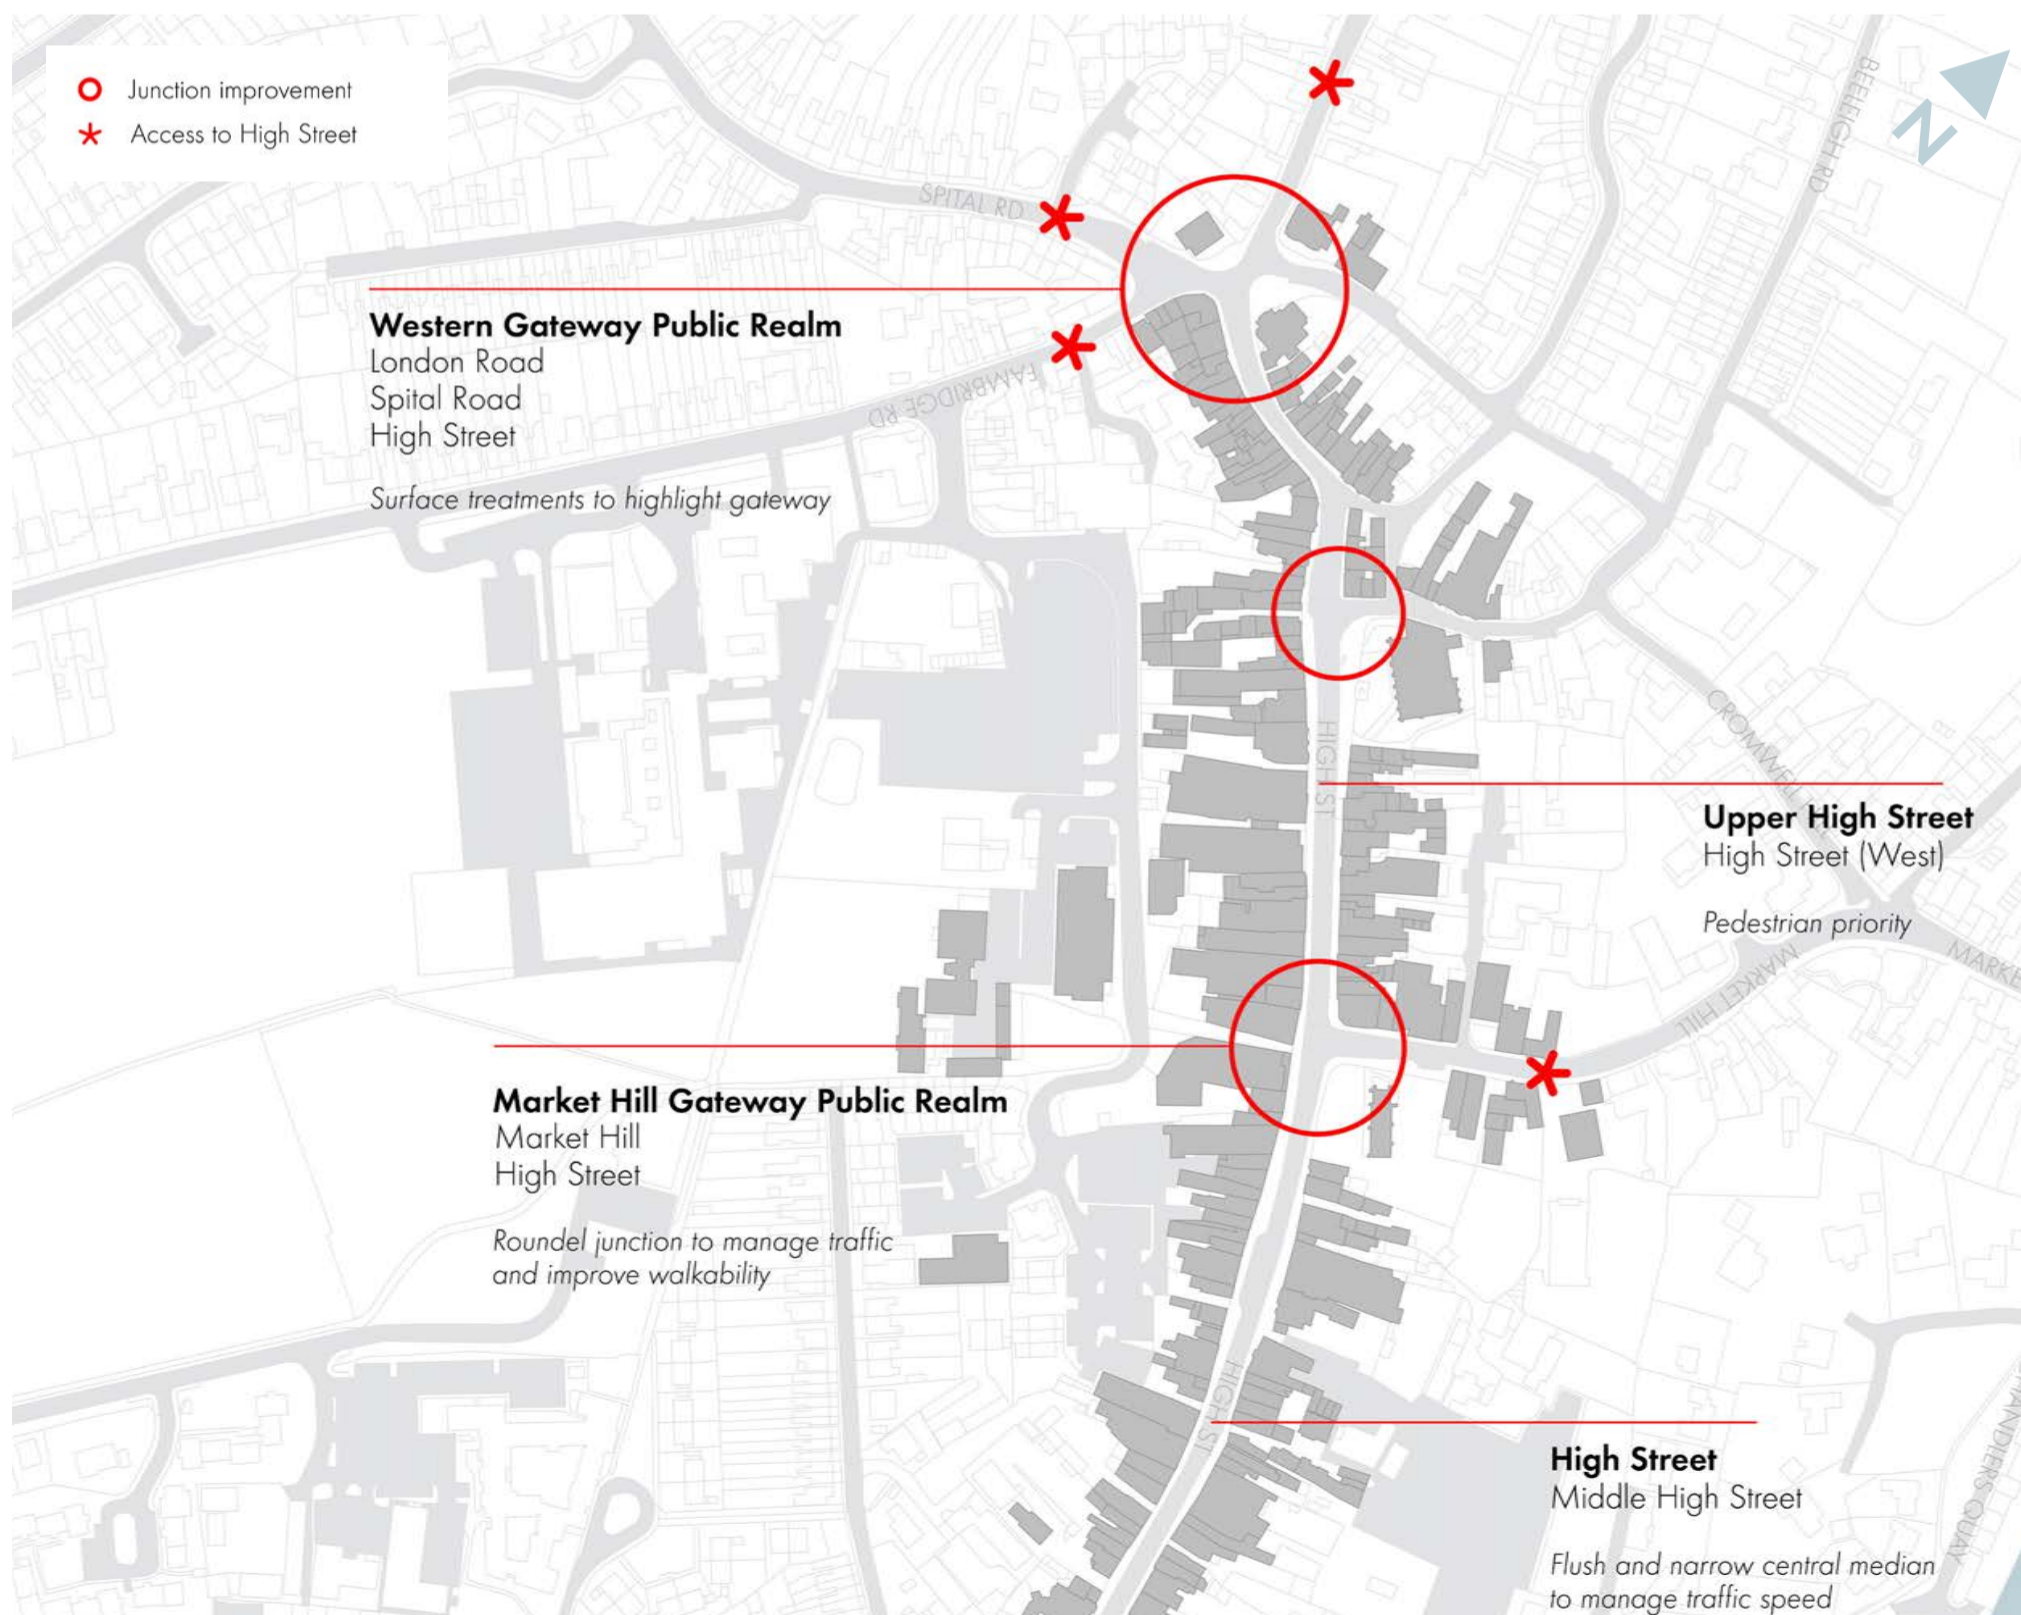 Junction improvement
Access to High Street
N
BEELEIGH RD
SPITAL RD
Western Gateway Public Realm
London Road
Spital Road
High Street
Surface treatments to highlight gateway
FAMBRIDGE RD
HIGH ST
CROMWELL
Upper High Street
High Street (West)
Pedestrian priority
MARKET HILL
Market Hill Gateway Public Realm
Market Hill
High Street
Roundel junction to manage traffic
and improve walkability
HIGH ST
High Street
Middle High Street
Flush and narrow central median
to manage traffic speed
QUAY